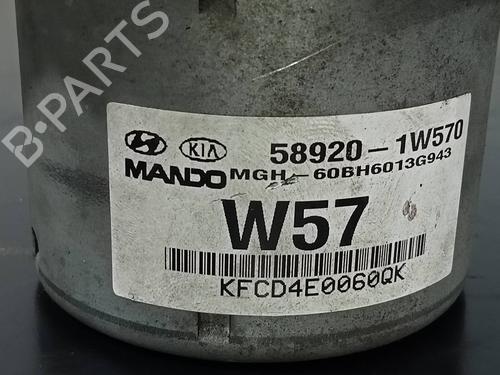 B-PARTS
KIA 58920-1W570
MANDO MGH-60BH6013G943
W57
KFCD4E0060QK